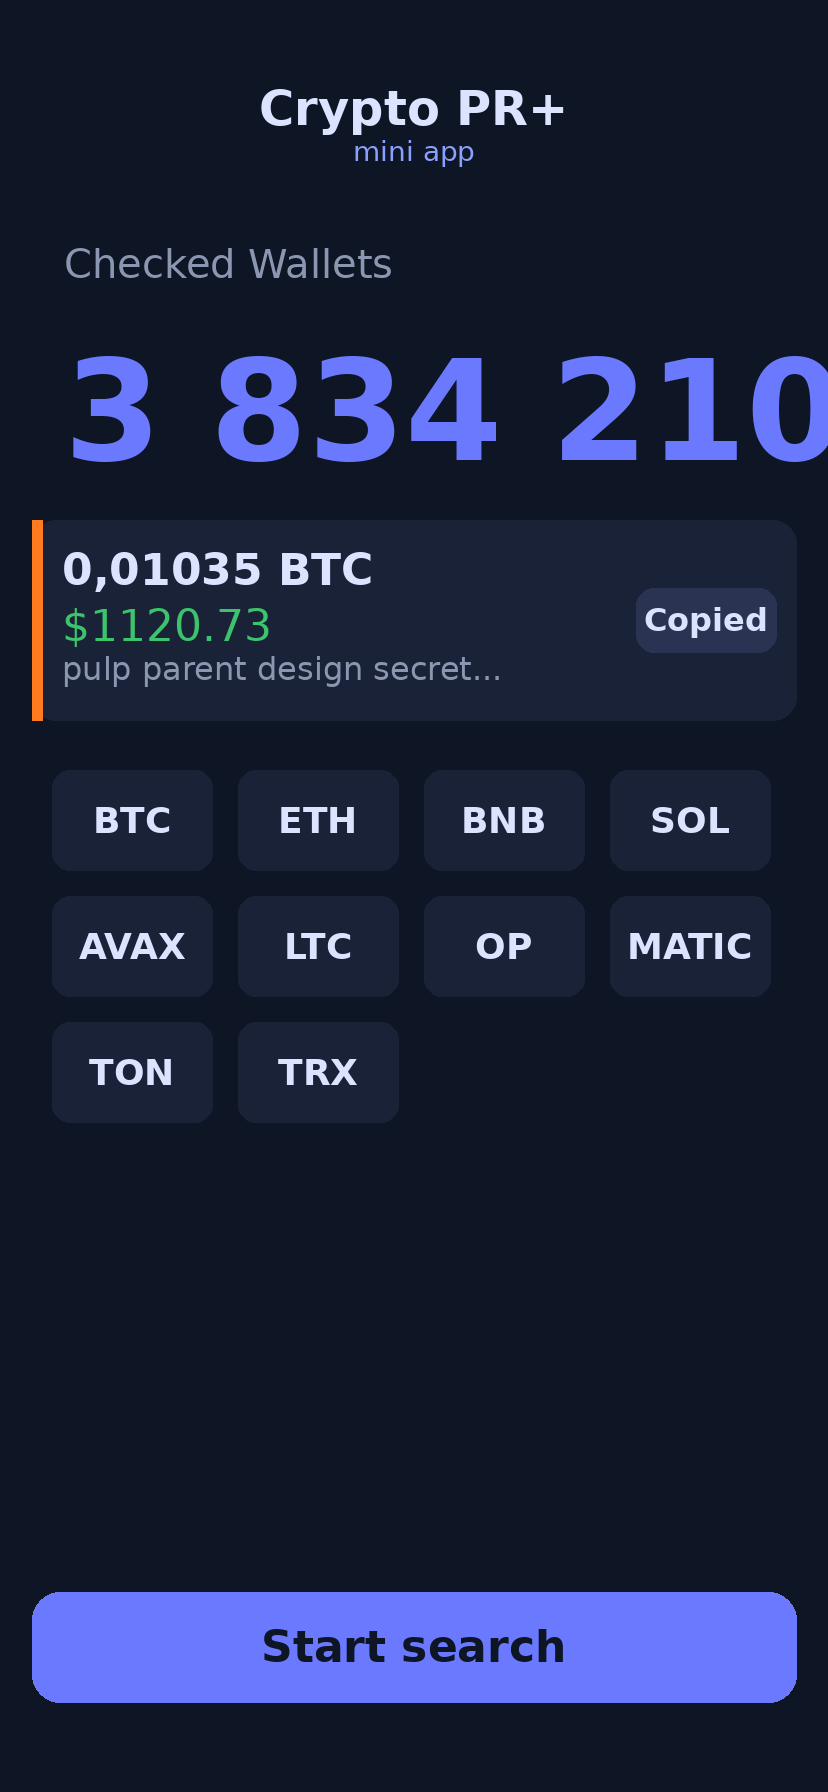 Crypto PR+
mini app
Checked Wallets
3 834 210
0,01035 BTC
$1120.73
pulp parent design secret...
Copied
BTC ETH BNB SOL
AVAX LTC OP MATIC
TON TRX
Start search